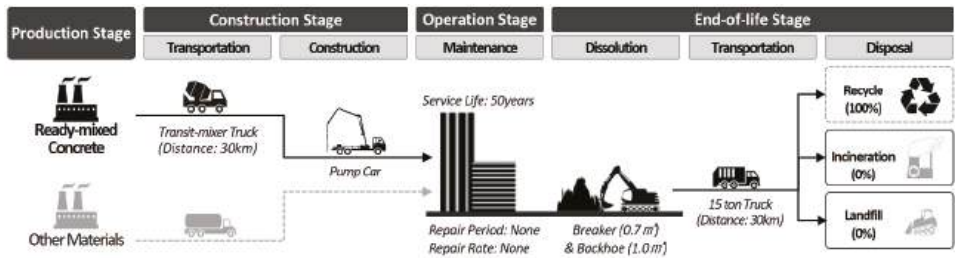 Production Stage
Construction Stage
Operation Stage
End-of-life Stage
Transportation
Construction
Maintenance
Dissolution
Transportation
Disposal
Ready-mixed
Concrete
Transit-mixer Truck
(Distance: 30km)
Pump Car
Service Life: 50years
Repair Period: None
Repair Rate: None
Breaker (0.7 ㎥)
& Backhoe (1.0 ㎥)
15 ton Truck
(Distance: 30km)
Recycle
(100%)
Incineration
(0%)
Landfill
(0%)
Other Materials